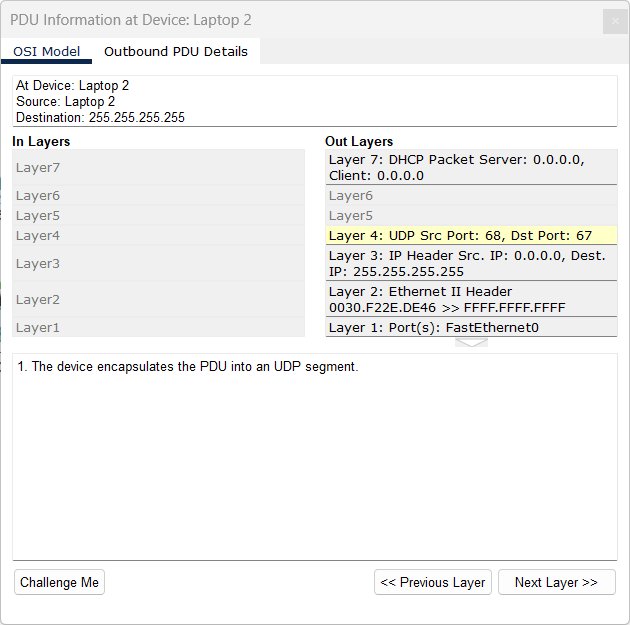 PDU Information at Device: Laptop 2
OSI Model
Outbound PDU Details
At Device: Laptop 2
Source: Laptop 2
Destination: 255.255.255.255
In Layers
Layer7
Layer6
Layer5
Layer4
Layer3
Layer2
Layer1
Out Layers
Layer 7: DHCP Packet Server: 0.0.0.0,
Client: 0.0.0.0
Layer6
Layer5
Layer 4: UDP Src Port: 68, Dst Port: 67
Layer 3: IP Header Src. IP: 0.0.0.0, Dest.
IP: 255.255.255.255
Layer 2: Ethernet II Header
0030.F22E.DE46 >> FFFF.FFFF.FFFF
Layer 1: Port(s): FastEthernet0
1. The device encapsulates the PDU into an UDP segment.
Challenge Me
<< Previous Layer
Next Layer >>